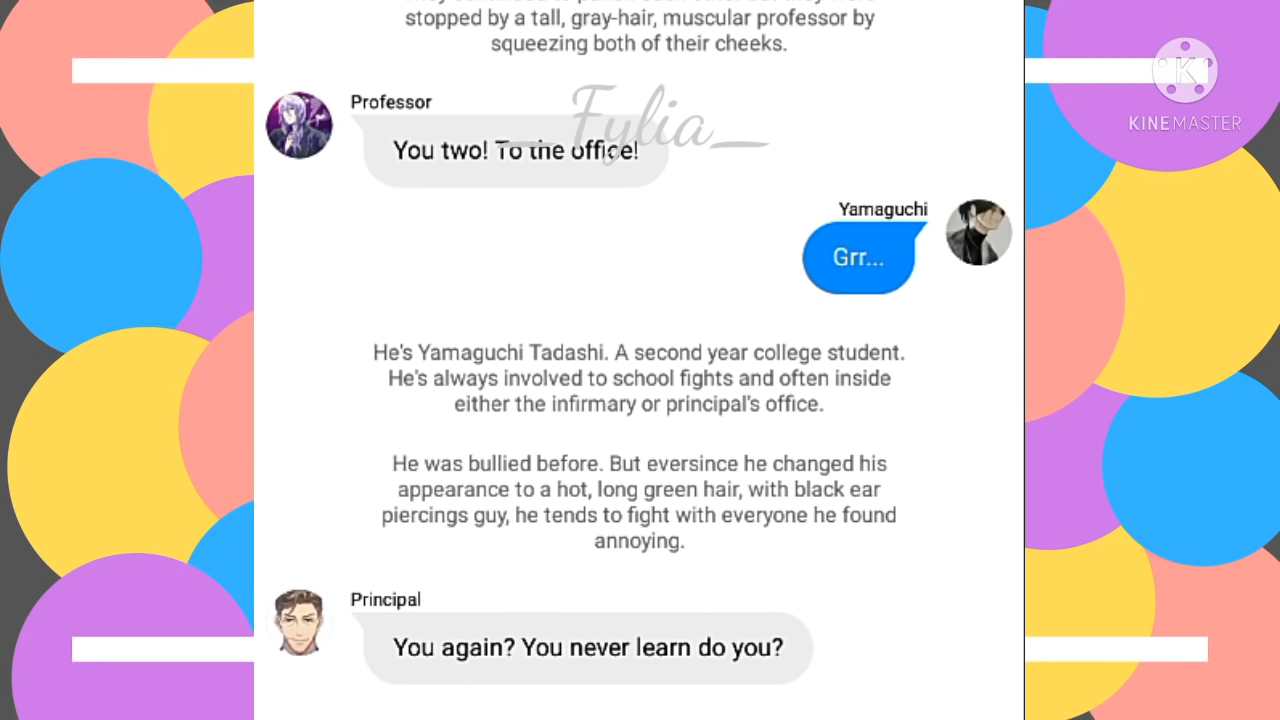 stopped by a tall, gray-hair, muscular professor by
squeezing both of their cheeks.
Professor
_Fylia_
You two! To the office!
KINEMASTER
Yamaguchi
Grr...
He's Yamaguchi Tadashi. A second year college student.
He's always involved to school fights and often inside
either the infirmary or principal's office.
He was bullied before. But eversince he changed his
appearance to a hot, long green hair, with black ear
piercings guy, he tends to fight with everyone he found
annoying.
Principal
You again? You never learn do you?